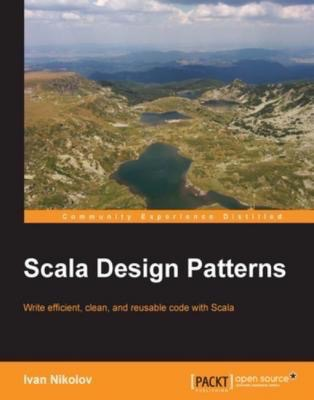 Community Experience Distilled
Scala Design Patterns
Write efficient, clean, and reusable code with Scala
Ivan Nikolov
[PACKT] open source*
PUBLISHING